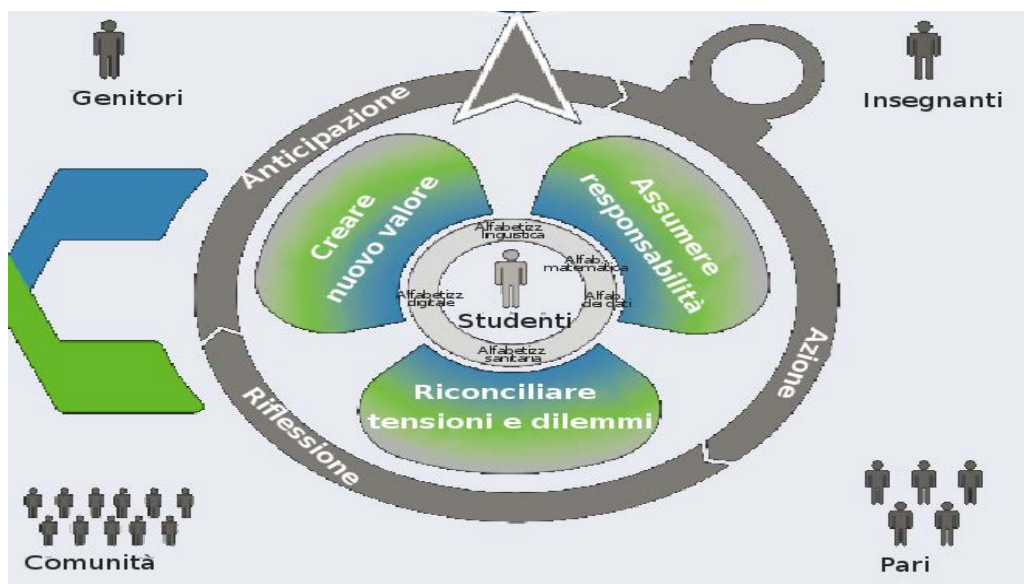 Genitori
Insegnanti
Anticipazione
Creare
nuovo valore
Assumere
responsabilità
Alfabetizz
linguistica
Alfab.
matematica
Alfabetizz
digitale
Alfab.
dei dati
Studenti
Alfabetizz
sanitaria
Azione
Riconciliare
tensioni e dilemmi
Riflessione
Comunità
Pari